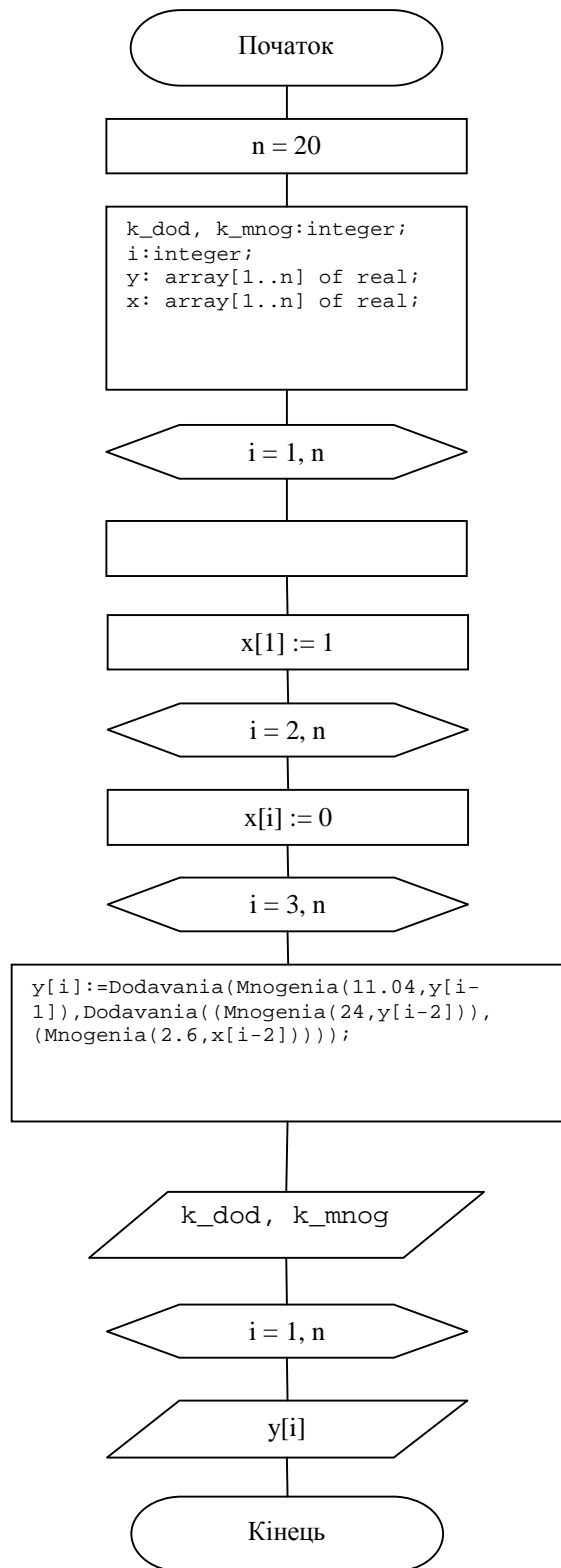 Початок
n = 20
k_dod, k_mnog:integer;
i:integer;
y: array[1..n] of real;
x: array[1..n] of real;
i = 1, n
x[1] := 1
i = 2, n
x[i] := 0
i = 3, n
y[i]:=Dodavania(Mnogenia(11.04,y[i-
1]),Dodavania((Mnogenia(24,y[i-2])),
(Mnogenia(2.6,x[i-2]))));
k_dod, k_mnog
i = 1, n
y[i]
Кінець